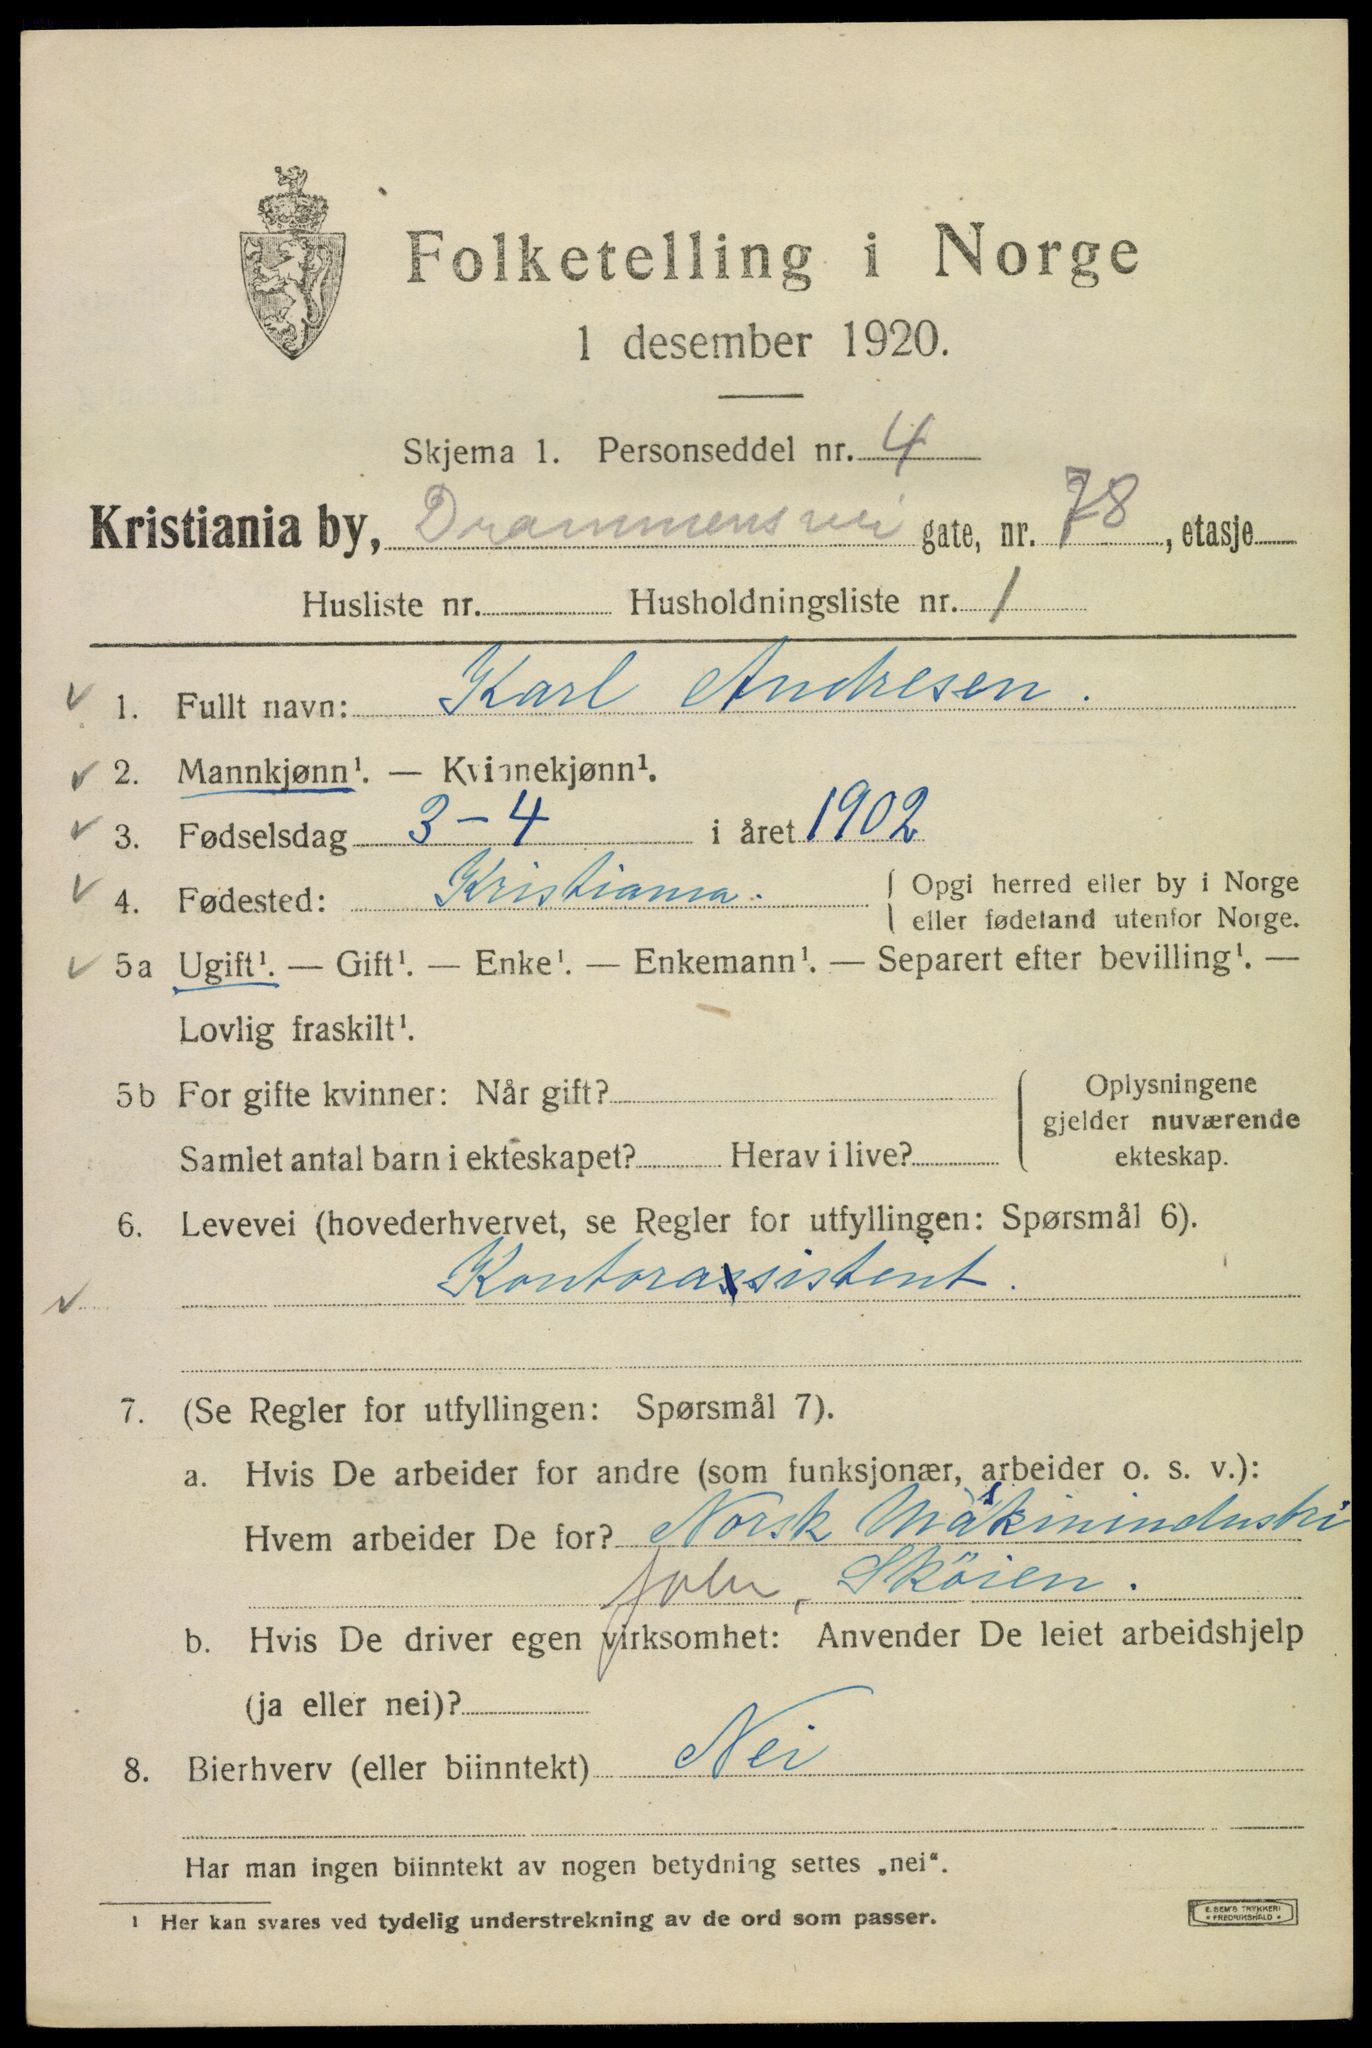 Folketelling i Norge
1 desember 1920.
Skjema 1. Personseddel nr. 4
Kristiania by, Drammensvei gate, nr. 78, etasje
Husliste nr. Husholdningsliste nr. 1
1. Fullt navn: Karl Andresen.
2. Mannkjønn¹. — Kvinnekjønn¹.
3. Fødselsdag 3-4 i året 1902
4. Fødested: Kristiania. Opgi herred eller by i Norge
eller fødeland utenfor Norge.
5a Ugift¹. — Gift¹. — Enke¹. — Enkemann¹. — Separert efter bevilling¹. —
Lovlig fraskilt¹.
5b For gifte kvinner: Når gift? Oplysningene
gjelder nuværende
Samlet antal barn i ekteskapet? Herav i live? ekteskap.
6. Levevei (hovederhvervet, se Regler for utfyllingen: Spørsmål 6).
Kontorassistent.
7. (Se Regler for utfyllingen: Spørsmål 7).
a. Hvis De arbeider for andre (som funksjonær, arbeider o. s. v.):
Hvem arbeider De for? Norsk Maskinindustri
Sköien.
b. Hvis De driver egen virksomhet: Anvender De leiet arbeidshjelp
(ja eller nei)?
8. Bierhverv (eller biinntekt) Nei
Har man ingen biinntekt av nogen betydning settes „nei“.
¹ Her kan svares ved tydelig understrekning av de ord som passer.
E. SEM'S TRYKKERI
• FREDRIKSHALD •